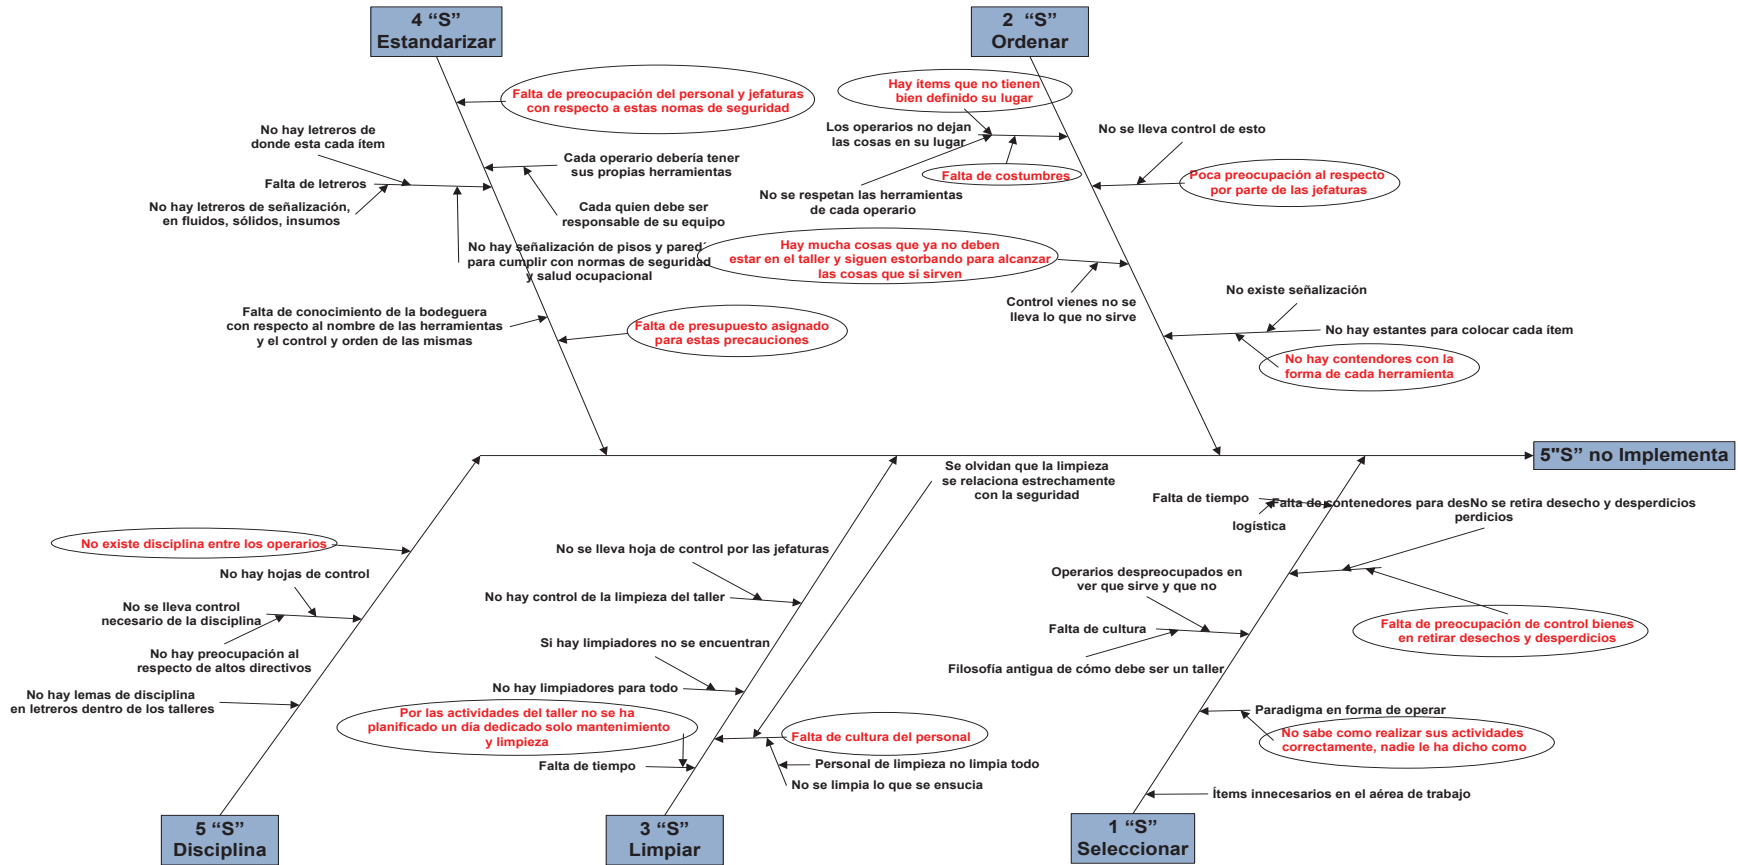 4 “S”
Estandarizar
2 “S”
Ordenar
Falta de preocupación del personal y jefaturas
con respecto a estas nomas de seguridad
No hay letreros de
donde esta cada ítem
Cada operario debería tener
sus propias herramientas
Falta de letreros
No hay letreros de señalización,
en fluidos, sólidos, insumos
Cada quien debe ser
responsable de su equipo
No hay señalización de pisos y pared
para cumplir con normas de seguridad
y salud ocupacional
Falta de conocimiento de la bodeguera
con respecto al nombre de las herramientas
y el control y orden de las mismas
Falta de presupuesto asignado
para estas precauciones
Hay ítems que no tienen
bien definido su lugar
Los operarios no dejan
las cosas en su lugar
Falta de costumbres
No se respetan las herramientas
de cada operario
No se lleva control de esto
Poca preocupación al respecto
por parte de las jefaturas
Hay mucha cosas que ya no deben
estar en el taller y siguen estorbando para alcanzar
las cosas que si sirven
Control vienes no se
lleva lo que no sirve
No existe señalización
No hay estantes para colocar cada ítem
No hay contendores con la
forma de cada herramienta
5"S” no Implementa
No existe disciplina entre los operarios
No hay hojas de control
No se lleva control
necesario de la disciplina
No hay preocupación al
respecto de altos directivos
No hay lemas de disciplina
en letreros dentro de los talleres
Se olvidan que la limpieza
se relaciona estrechamente
con la seguridad
No se lleva hoja de control por las jefaturas
No hay control de la limpieza del taller
Si hay limpiadores no se encuentran
No hay limpiadores para todo
Por las actividades del taller no se ha
planificado un día dedicado solo mantenimiento
y limpieza
Falta de tiempo
Falta de cultura del personal
Personal de limpieza no limpia todo
No se limpia lo que se ensucia
Falta de tiempo
logística
Falta de contenedores para des
perdicios
No se retira desecho y desperdicios
Operarios despreocupados en
ver que sirve y que no
Falta de cultura
Filosofía antigua de cómo debe ser un taller
Falta de preocupación de control bienes
en retirar desechos y desperdicios
Paradigma en forma de operar
No sabe como realizar sus actividades
correctamente, nadie le ha dicho como
Ítems innecesarios en el aérea de trabajo
5 “S”
Disciplina
3 “S”
Limpiar
1 “S”
Seleccionar